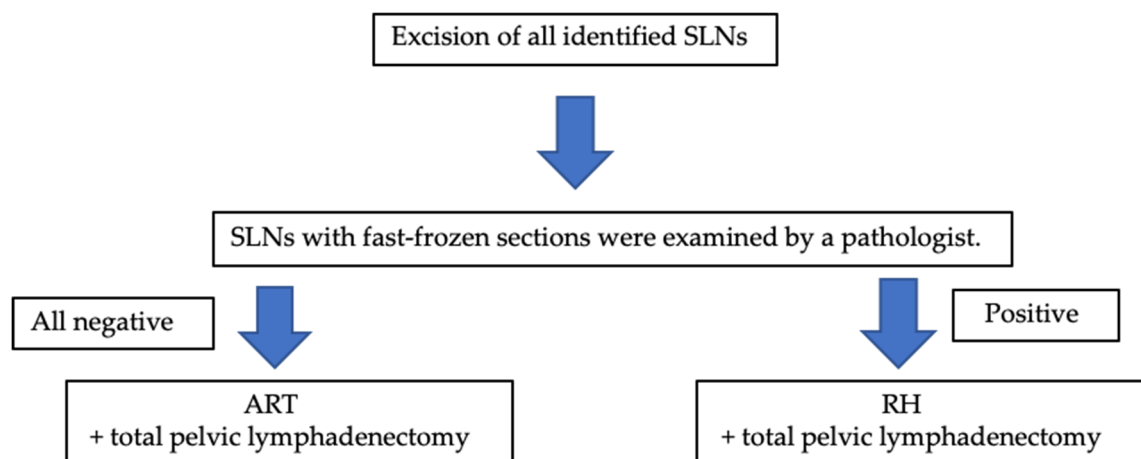 Excision of all identified SLNs
SLNs with fast-frozen sections were examined by a pathologist.
All negative
Positive
ART
+ total pelvic lymphadenectomy
RH
+ total pelvic lymphadenectomy